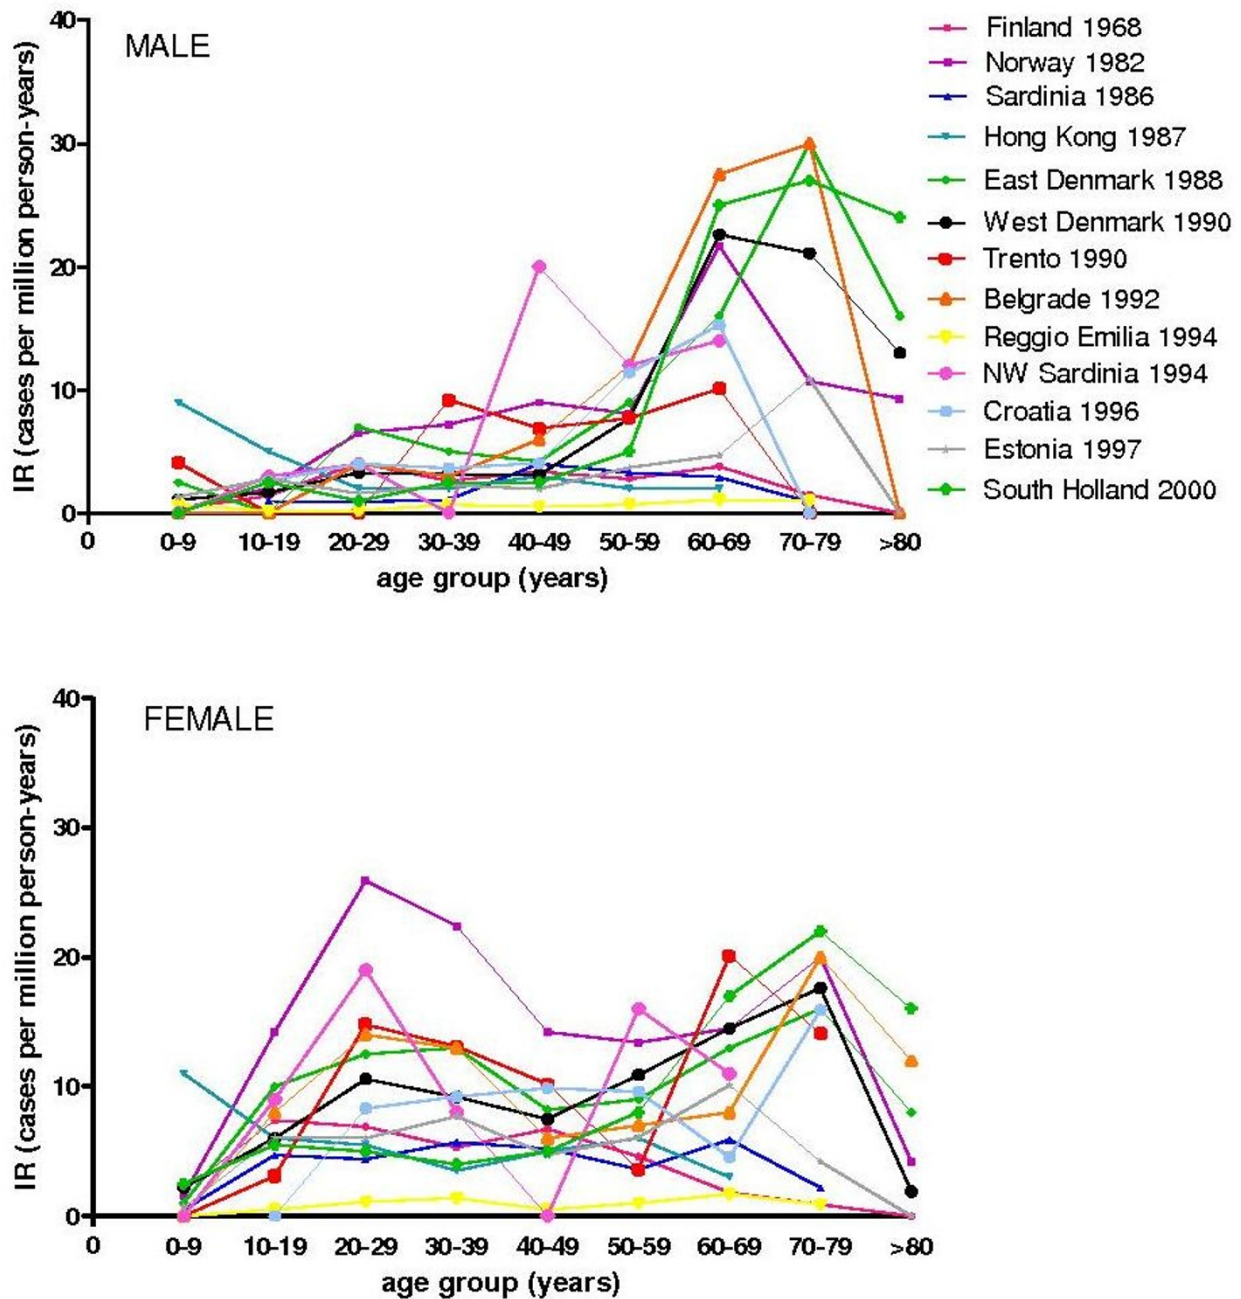 MALE
IR (cases per million person-years)
40
30
20
10
0
0 0-9 10-19 20-29 30-39 40-49 50-59 60-69 70-79 >80
age group (years)
Finland 1968
Norway 1982
Sardinia 1986
Hong Kong 1987
East Denmark 1988
West Denmark 1990
Trento 1990
Belgrade 1992
Reggio Emilia 1994
NW Sardinia 1994
Croatia 1996
Estonia 1997
South Holland 2000
FEMALE
IR (cases per million person-years)
40
30
20
10
0
0 0-9 10-19 20-29 30-39 40-49 50-59 60-69 70-79 >80
age group (years)